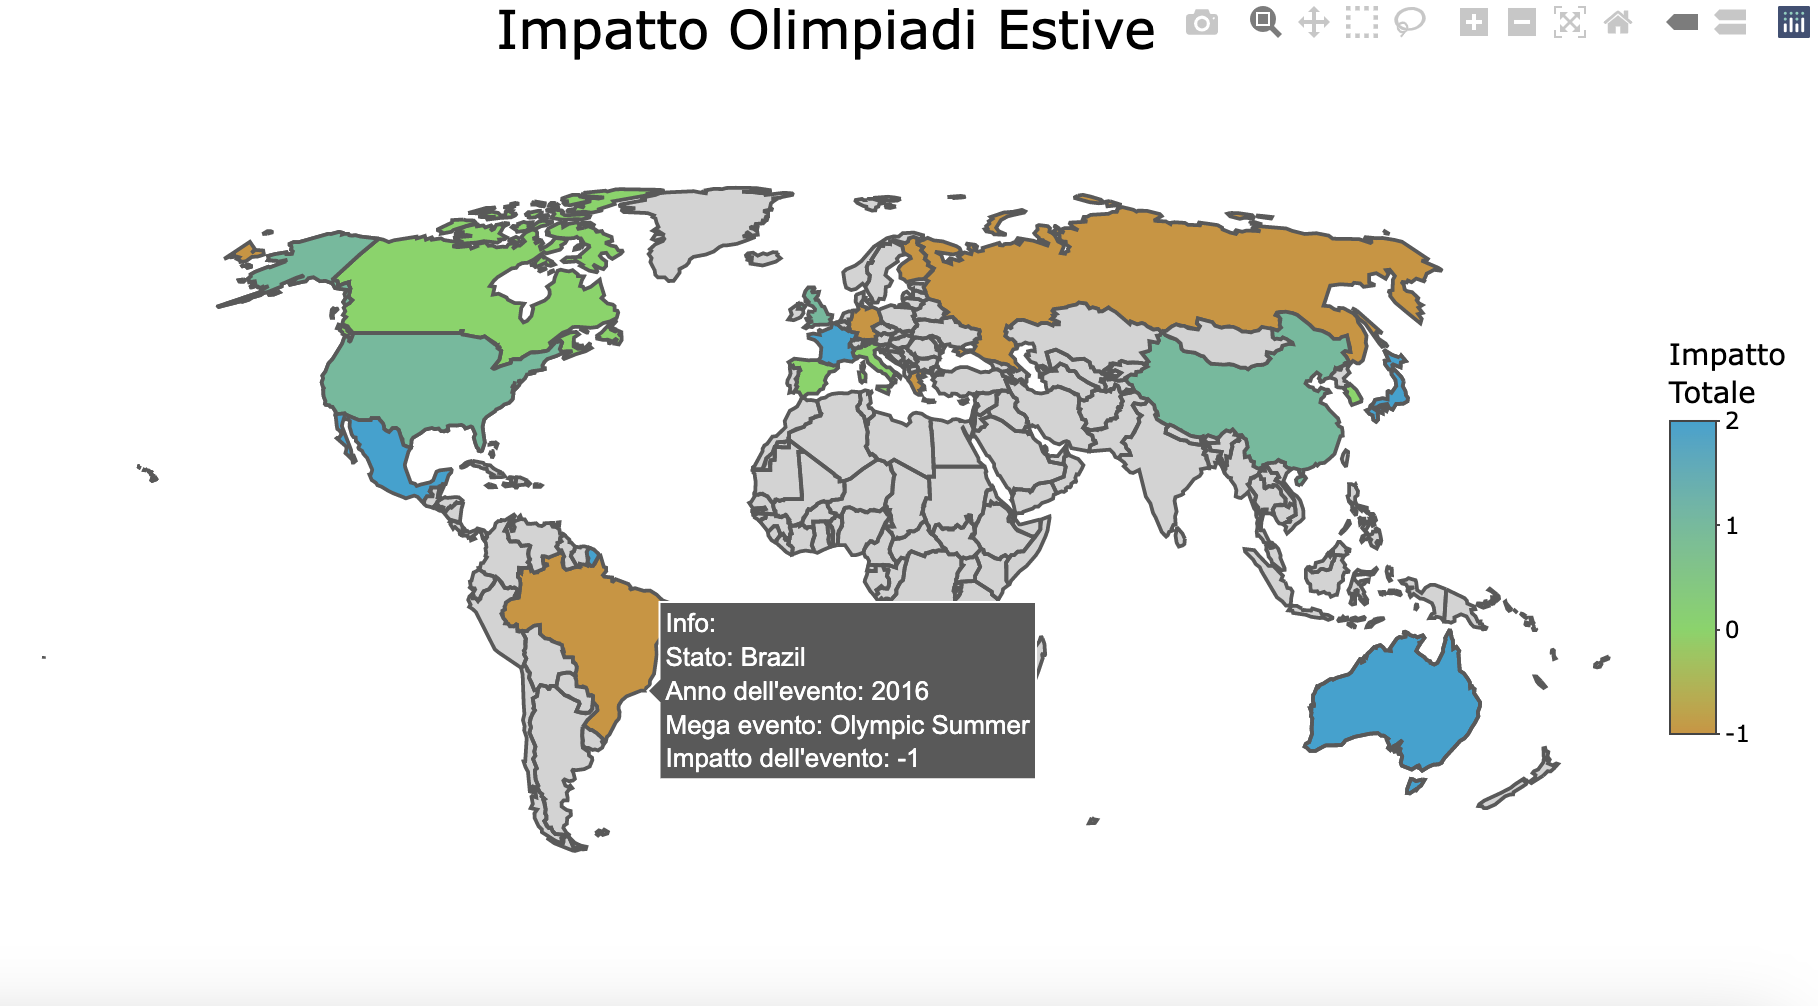 Impatto Olimpiadi Estive
Impatto
Totale
2
1
0
-1
Info:
Stato: Brazil
Anno dell'evento: 2016
Mega evento: Olympic Summer
Impatto dell'evento: -1